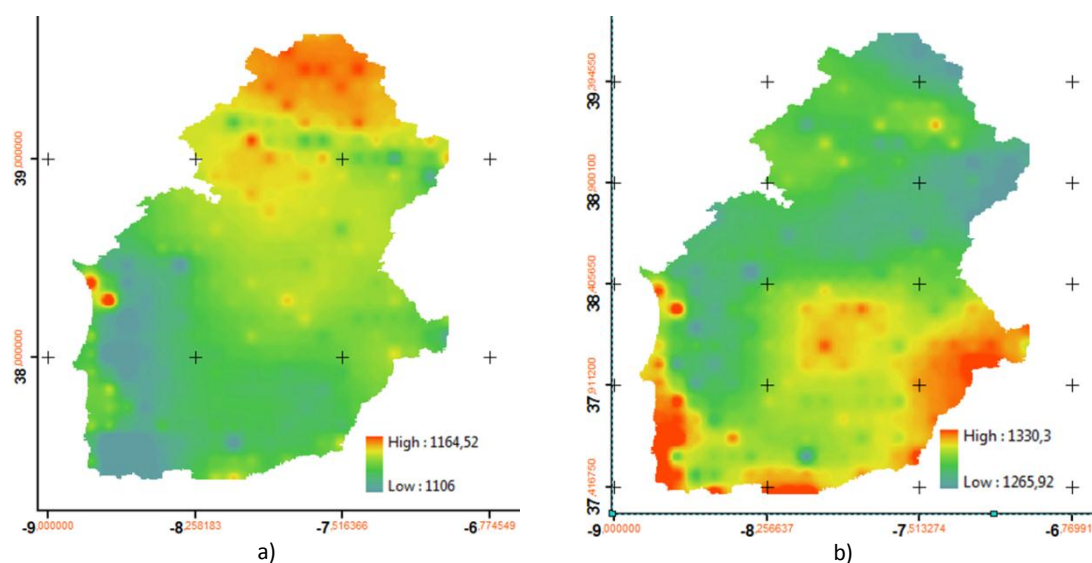 39,000000
38,000000
High : 1164,52
Low : 1106
-9,000000 -8,258183 -7,516366 -6,774549
a)
39,394550
38,900100
38,405650
37,911200
37,416750
High : 1330,3
Low : 1265,92
-9,000000 -8,256637 -7,513274 -6,76991
b)